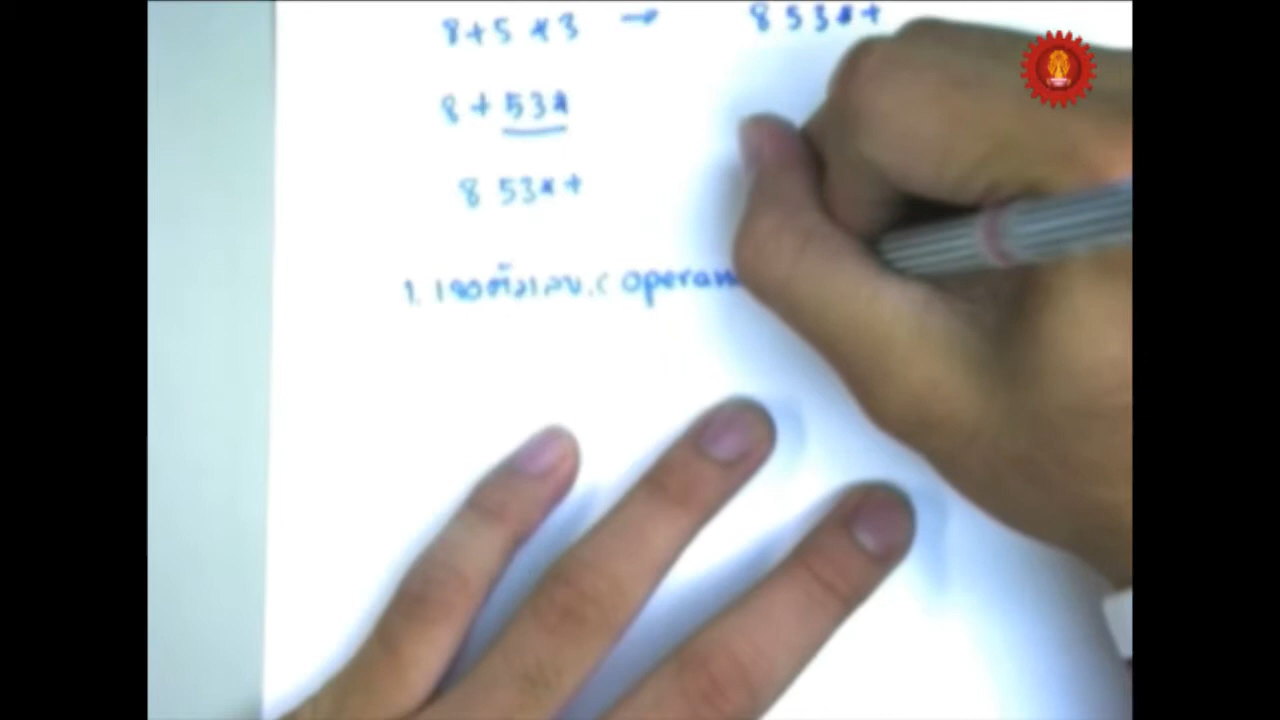 8+5*3 → 853*+
8+53*
853*+
1. เจอตัวเลข ( operan